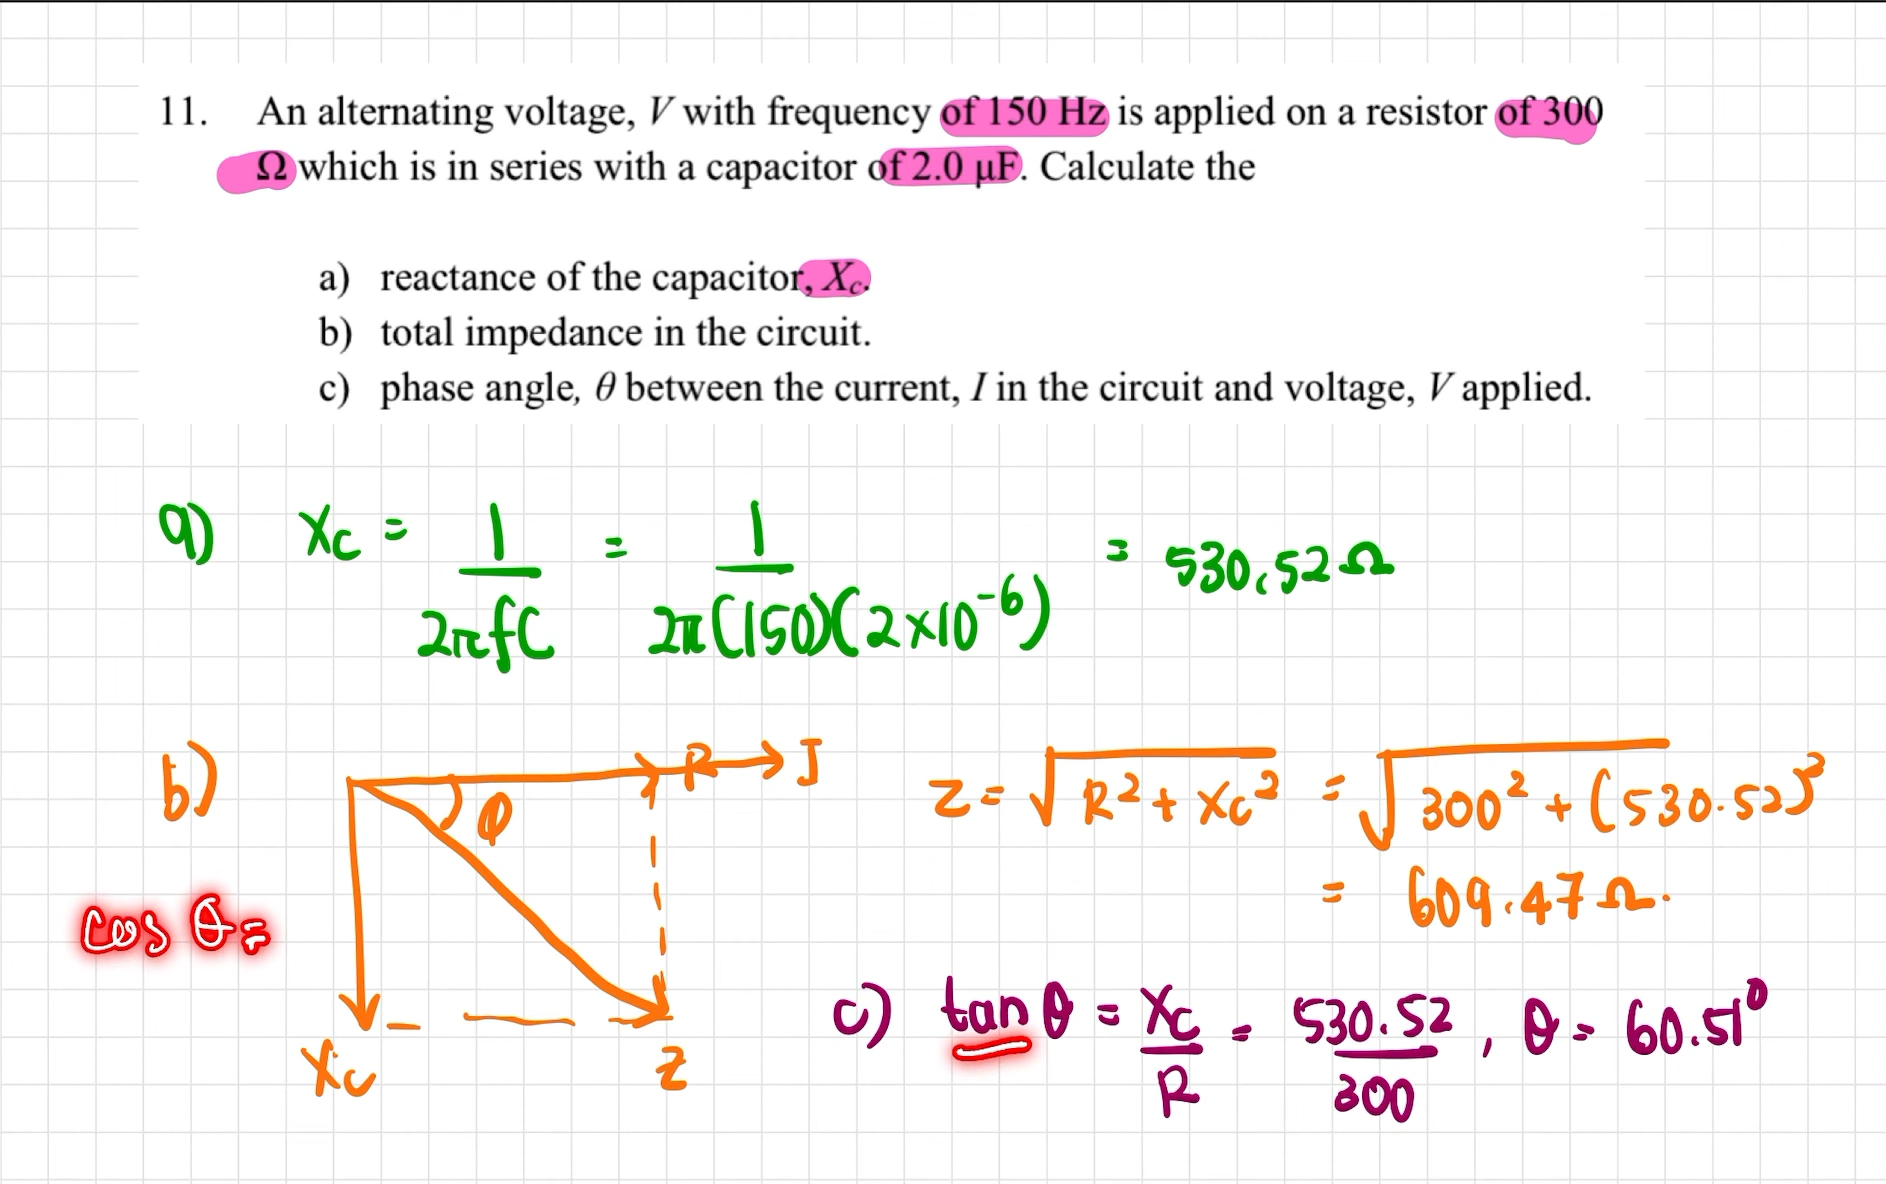 11. An alternating voltage, V with frequency of 150 Hz is applied on a resistor of 300
Ω which is in series with a capacitor of 2.0 μF. Calculate the
a) reactance of the capacitor, Xc.
b) total impedance in the circuit.
c) phase angle, θ between the current, I in the circuit and voltage, V applied.
a) Xc = 1/2πfC = 1/2π(150)(2×10⁻⁶) = 530.52Ω
b) R I
Φ
Xc Z
Z = √R² + Xc² = √300² + (530.52)²
= 609.47Ω.
cos θ =
c) tan θ = Xc/R = 530.52/300, θ = 60.51°